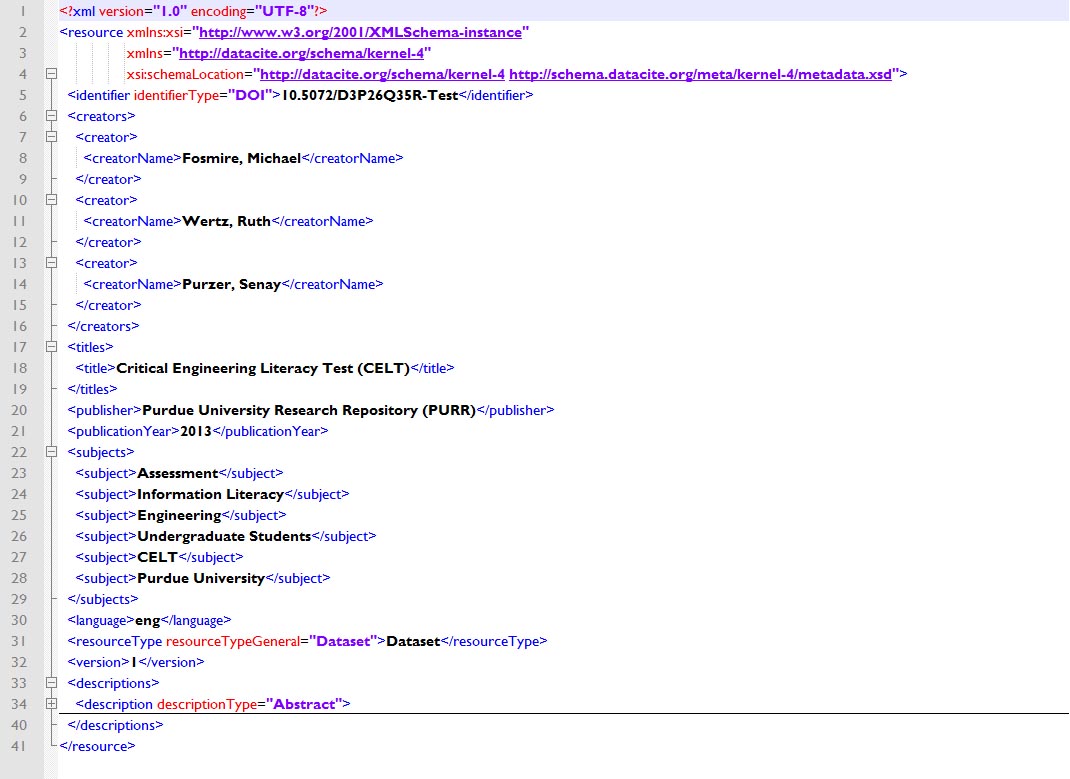 1 <?xml version="1.0" encoding="UTF-8"?>
2 <resource xmlns:xsi="http://www.w3.org/2001/XMLSchema-instance"
3 xmlns="http://datacite.org/schema/kernel-4"
4 xsi:schemaLocation="http://datacite.org/schema/kernel-4 http://schema.datacite.org/meta/kernel-4/metadata.xsd">
5 <identifier identifierType="DOI">10.5072/D3P26Q35R-Test</identifier>
6 <creators>
7 <creator>
8 <creatorName>Fosmire, Michael</creatorName>
9 </creator>
10 <creator>
11 <creatorName>Wertz, Ruth</creatorName>
12 </creator>
13 <creator>
14 <creatorName>Purzer, Senay</creatorName>
15 </creator>
16 </creators>
17 <titles>
18 <title>Critical Engineering Literacy Test (CELT)</title>
19 </titles>
20 <publisher>Purdue University Research Repository (PURR)</publisher>
21 <publicationYear>2013</publicationYear>
22 <subjects>
23 <subject>Assessment</subject>
24 <subject>Information Literacy</subject>
25 <subject>Engineering</subject>
26 <subject>Undergraduate Students</subject>
27 <subject>CELT</subject>
28 <subject>Purdue University</subject>
29 </subjects>
30 <language>eng</language>
31 <resourceType resourceTypeGeneral="Dataset">Dataset</resourceType>
32 <version>1</version>
33 <descriptions>
34 <description descriptionType="Abstract">
40 </descriptions>
41 </resource>